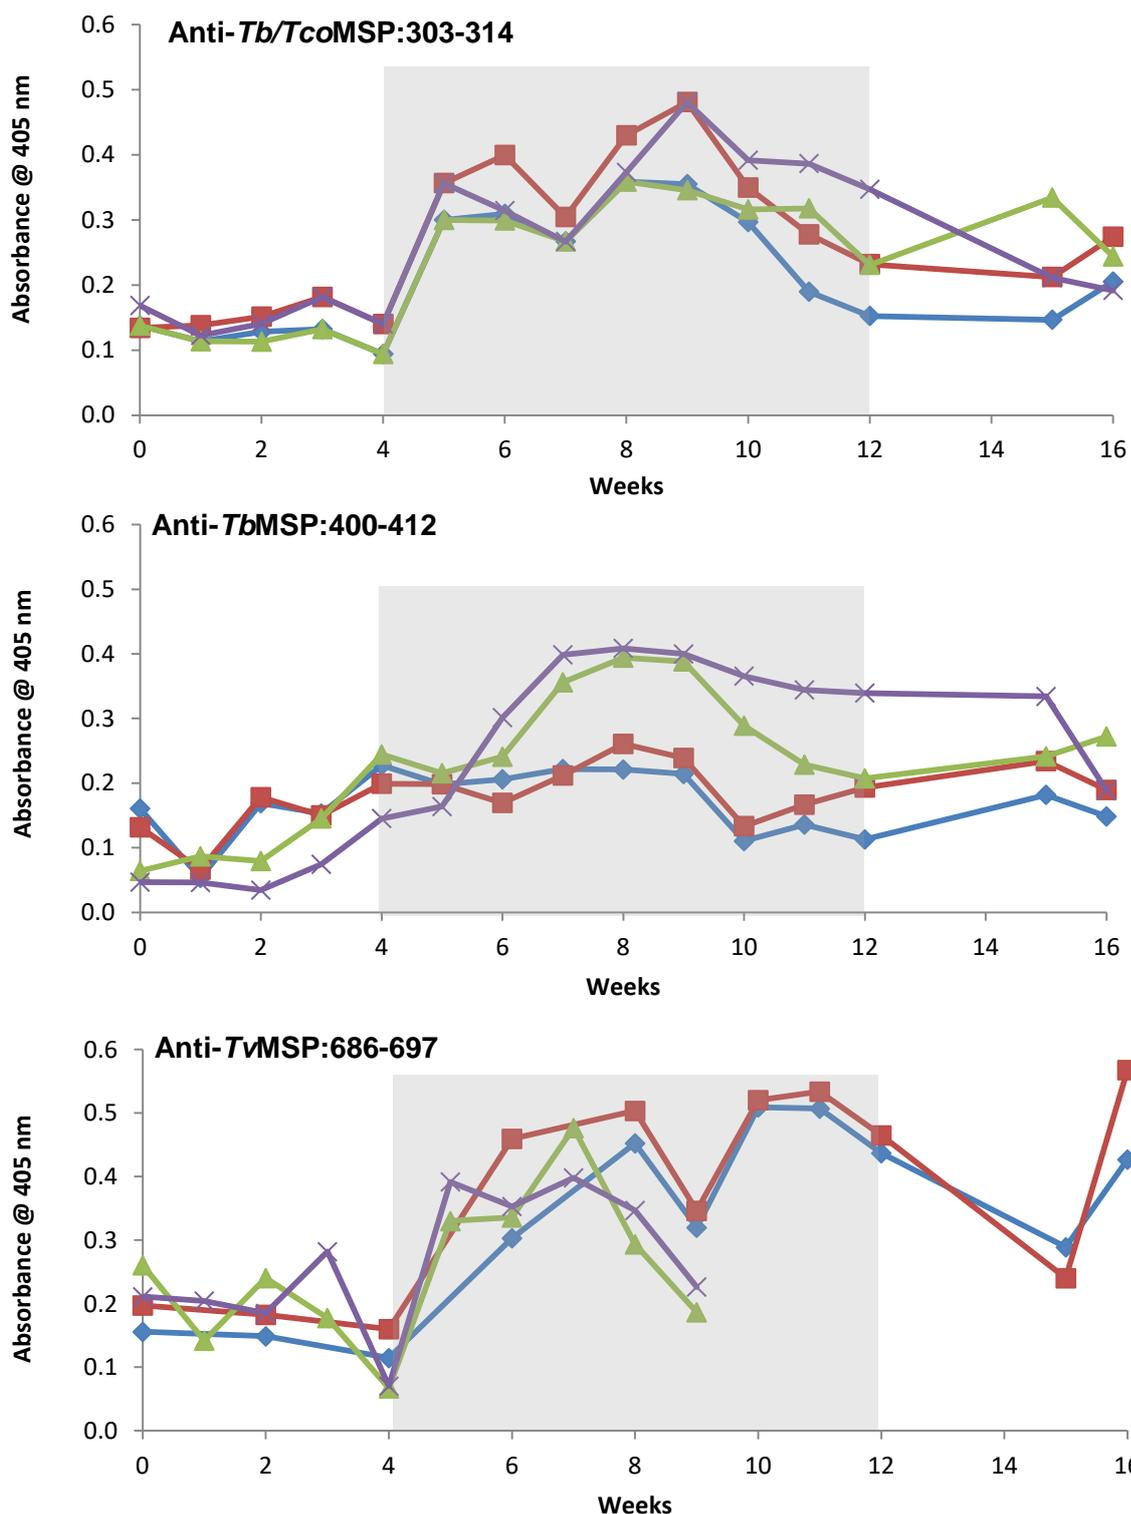 Anti-Tb/TcoMSP:303-314
Absorbance @ 405 nm
0.6
0.5
0.4
0.3
0.2
0.1
0.0
0 2 4 6 8 10 12 14 16
Weeks
Anti-TbMSP:400-412
Absorbance @ 405 nm
0.6
0.5
0.4
0.3
0.2
0.1
0.0
0 2 4 6 8 10 12 14 16
Weeks
Anti-TvMSP:686-697
Absorbance @ 405 nm
0.6
0.5
0.4
0.3
0.2
0.1
0.0
0 2 4 6 8 10 12 14 16
Weeks